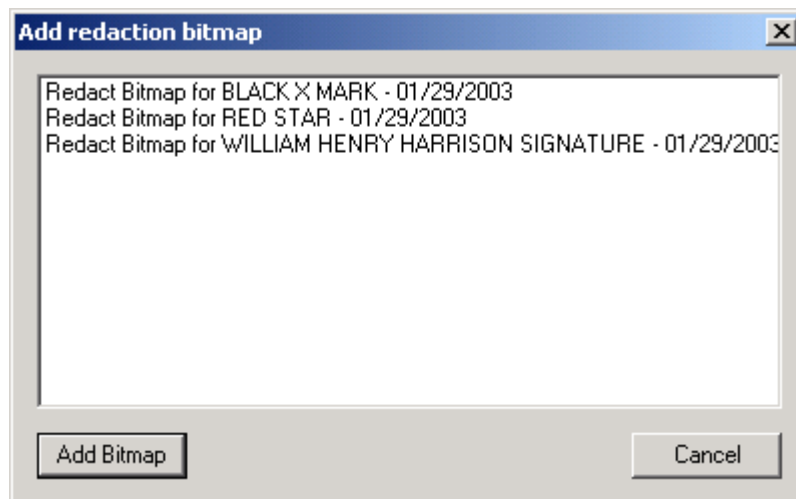 Add redaction bitmap
Redact Bitmap for BLACK X MARK - 01/29/2003
Redact Bitmap for RED STAR - 01/29/2003
Redact Bitmap for WILLIAM HENRY HARRISON SIGNATURE - 01/29/2003
Add Bitmap
Cancel